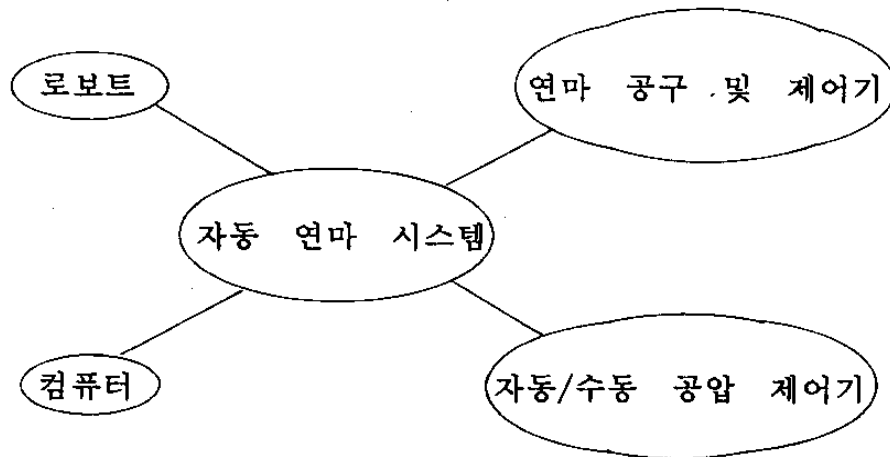 로보트
연마 공구 및 제어기
자동 연마 시스템
컴퓨터
자동/수동 공압 제어기